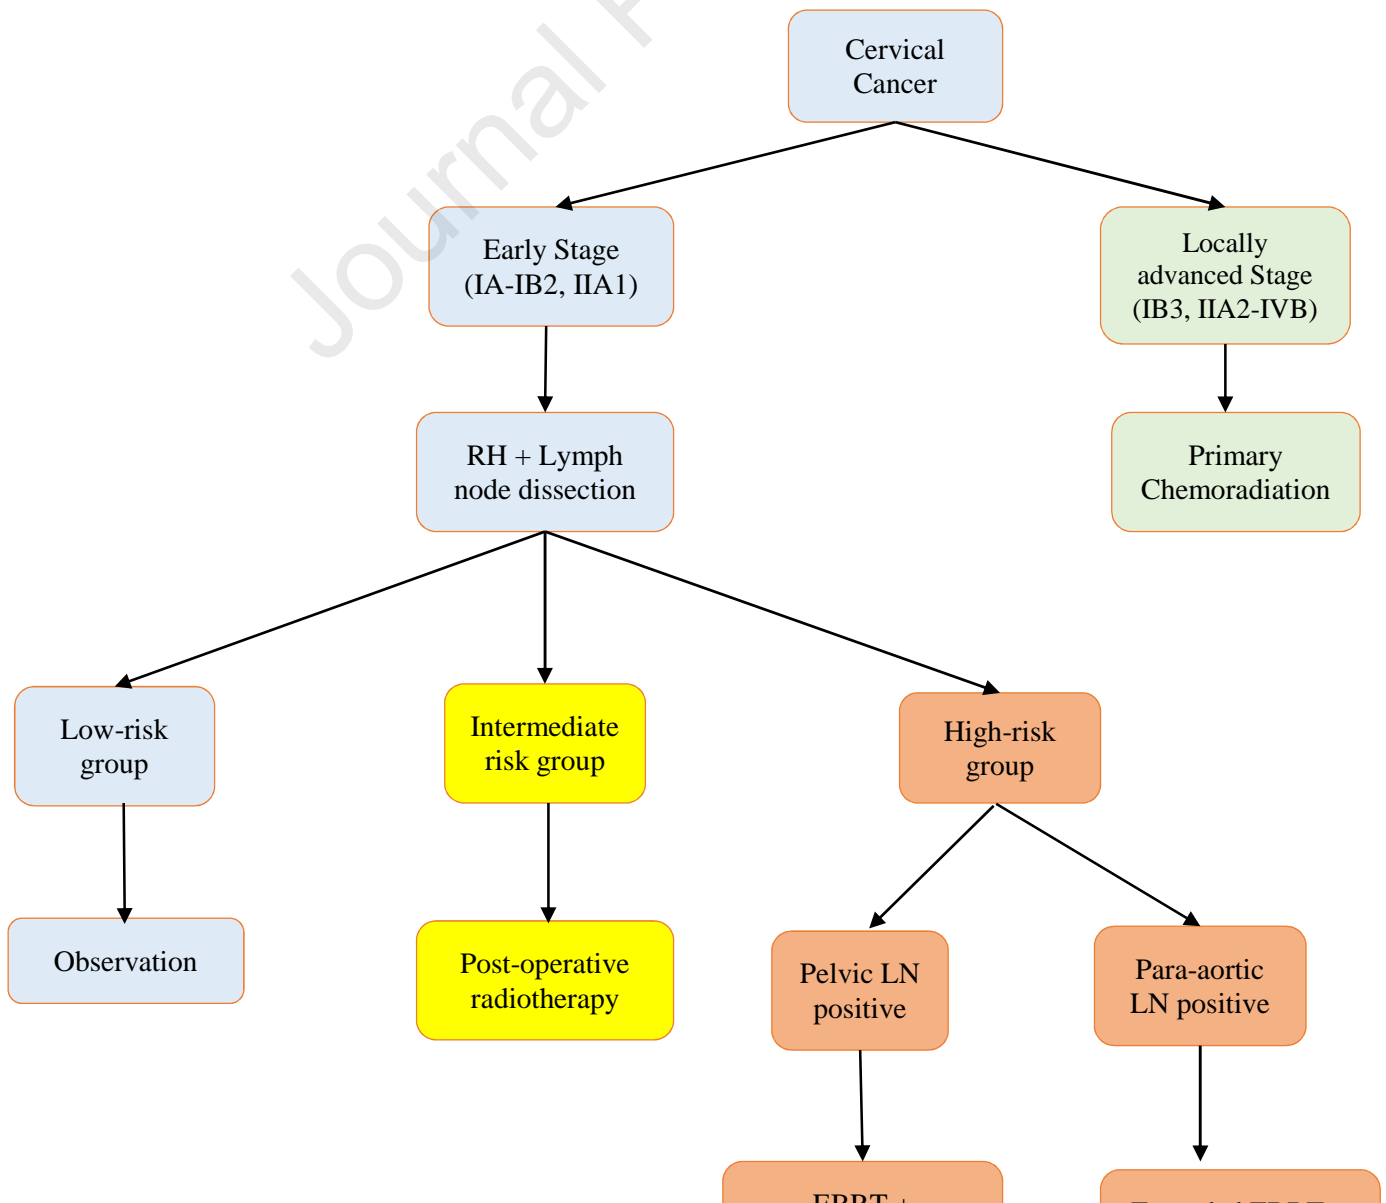 Journal
Cervical
Cancer
Early Stage
(IA-IB2, IIA1)
Locally
advanced Stage
(IB3, IIA2-IVB)
RH + Lymph
node dissection
Primary
Chemoradiation
Low-risk
group
Intermediate
risk group
High-risk
group
Observation
Post-operative
radiotherapy
Pelvic LN
positive
Para-aortic
LN positive